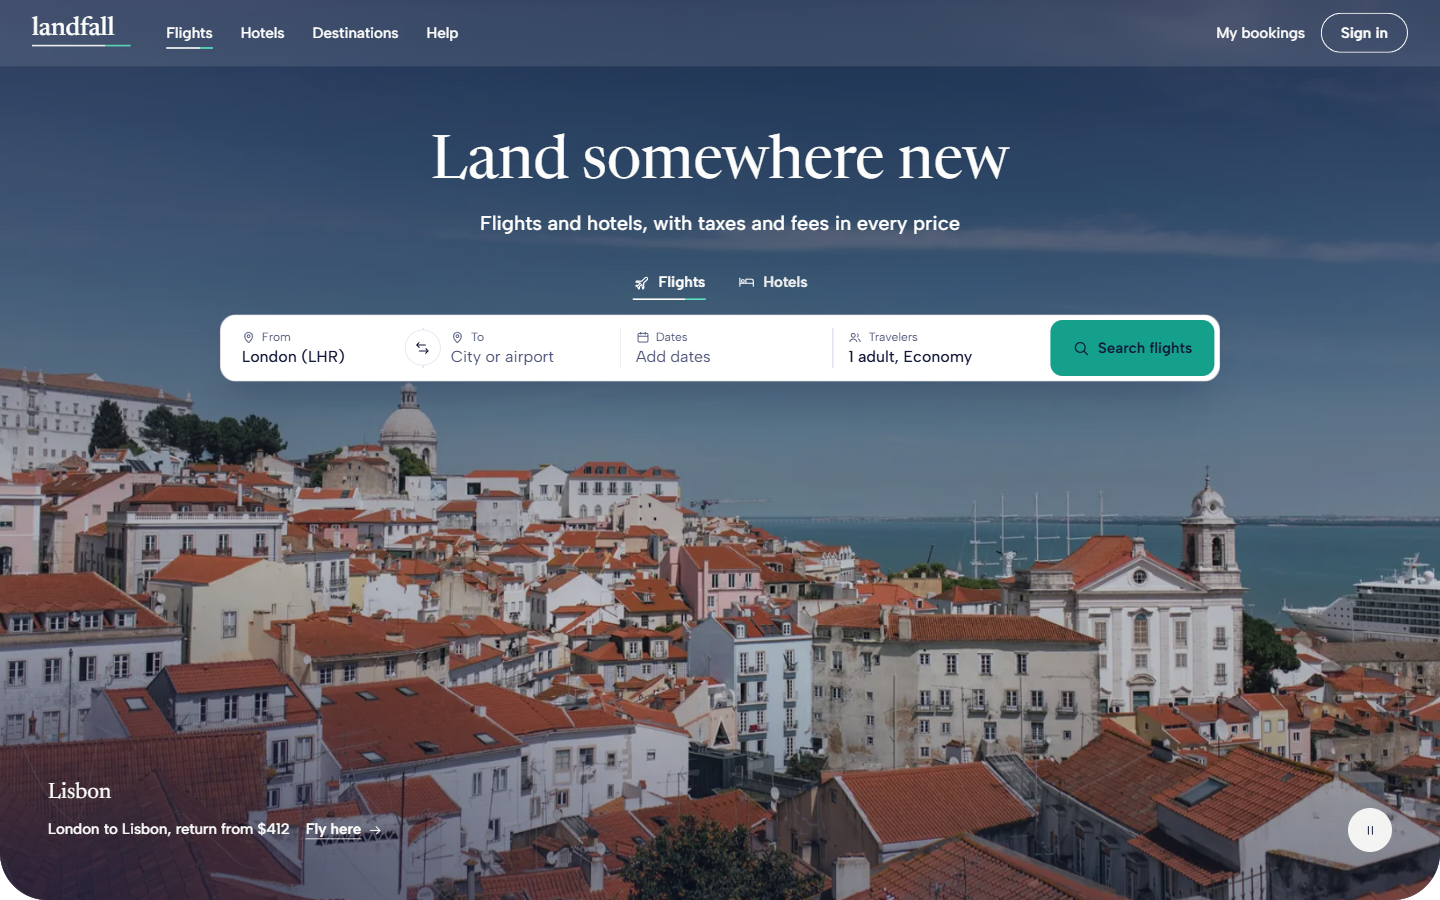 landfall
Flights Hotels Destinations Help
My bookings Sign in
Land somewhere new
Flights and hotels, with taxes and fees in every price
Flights Hotels
From
London (LHR)
To
City or airport
Dates
Add dates
Travelers
1 adult, Economy
Search flights
Lisbon
London to Lisbon, return from $412 Fly here →